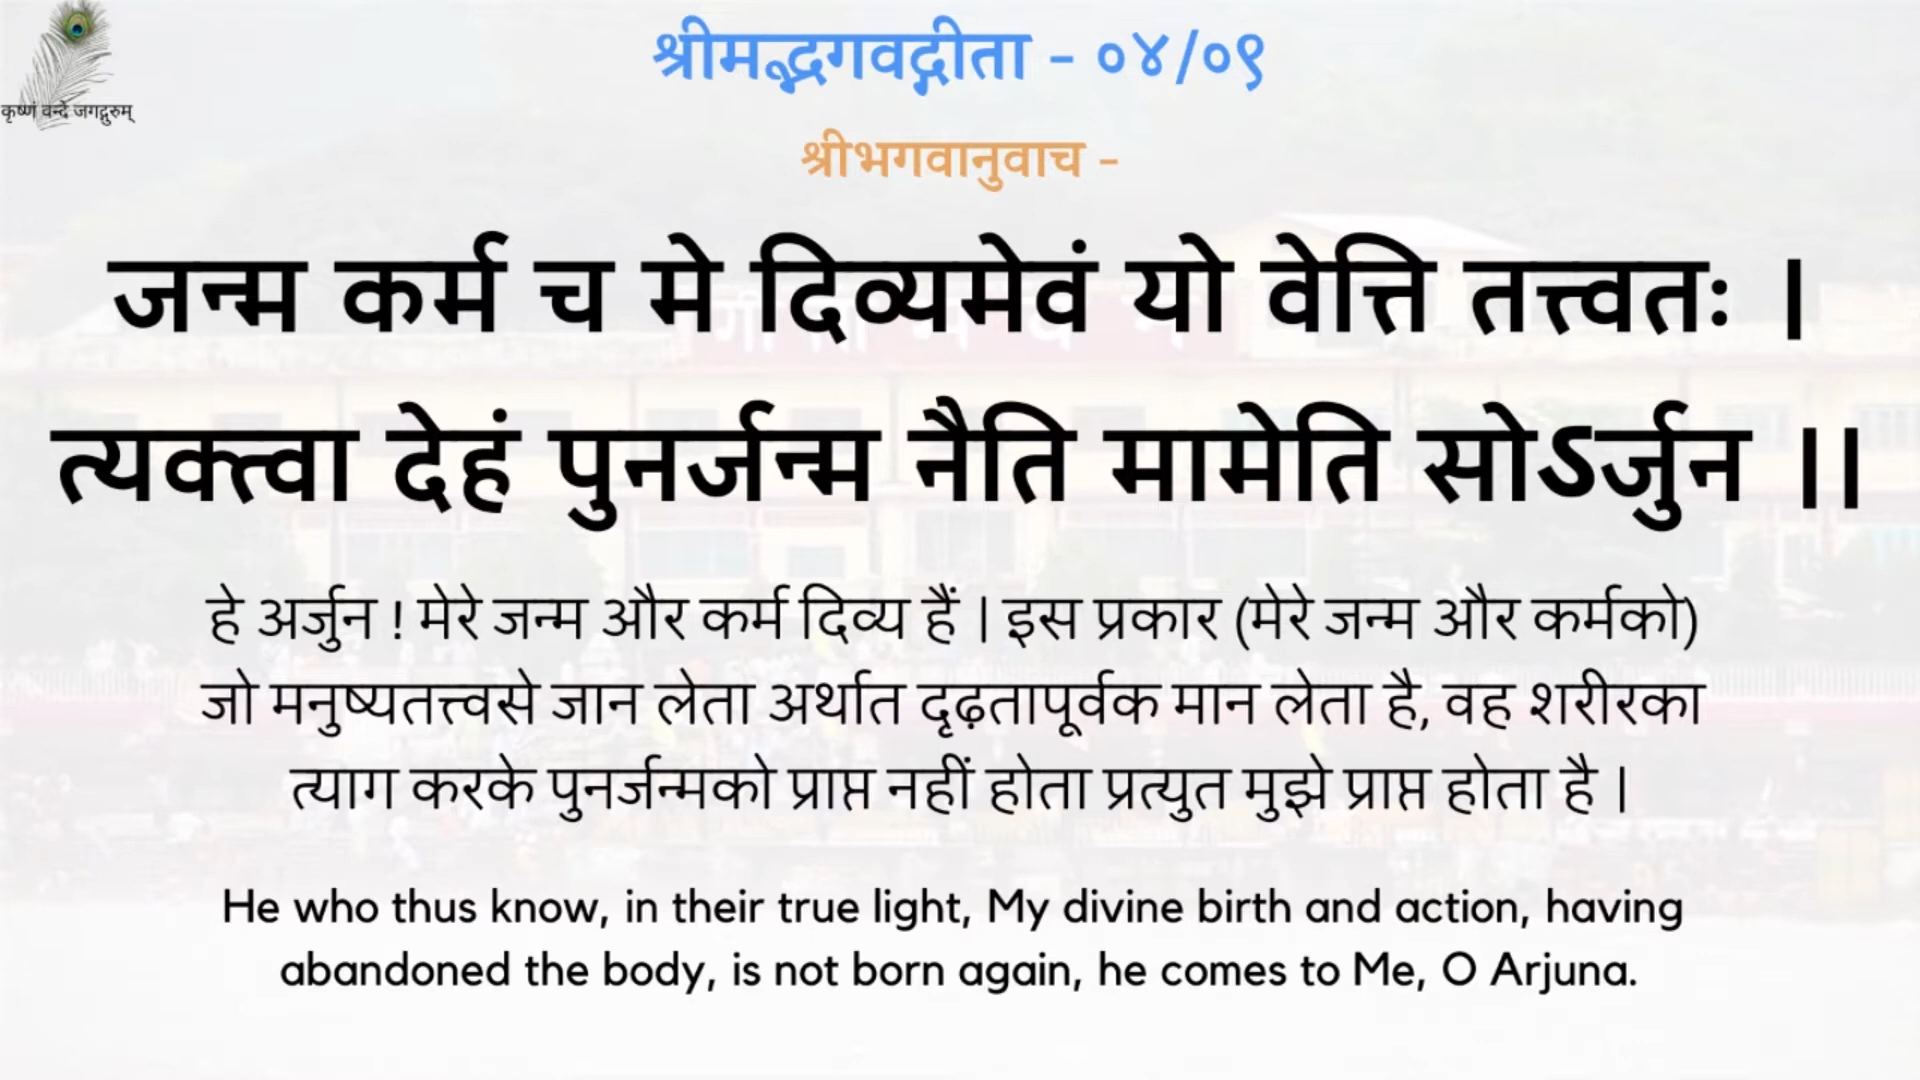 कृष्णं वन्दे जगद्गुरुम्
श्रीमद्भगवद्गीता - ०४/०९
श्रीभगवानुवाच -
जन्म कर्म च मे दिव्यमेवं यो वेत्ति तत्त्वतः |
त्यक्त्वा देहं पुनर्जन्म नैति मामेति सोऽर्जुन ||
हे अर्जुन ! मेरे जन्म और कर्म दिव्य हैं | इस प्रकार (मेरे जन्म और कर्मको)
जो मनुष्यतत्त्वसे जान लेता अर्थात दृढ़तापूर्वक मान लेता है, वह शरीरका
त्याग करके पुनर्जन्मको प्राप्त नहीं होता प्रत्युत मुझे प्राप्त होता है |
He who thus know, in their true light, My divine birth and action, having
abandoned the body, is not born again, he comes to Me, O Arjuna.